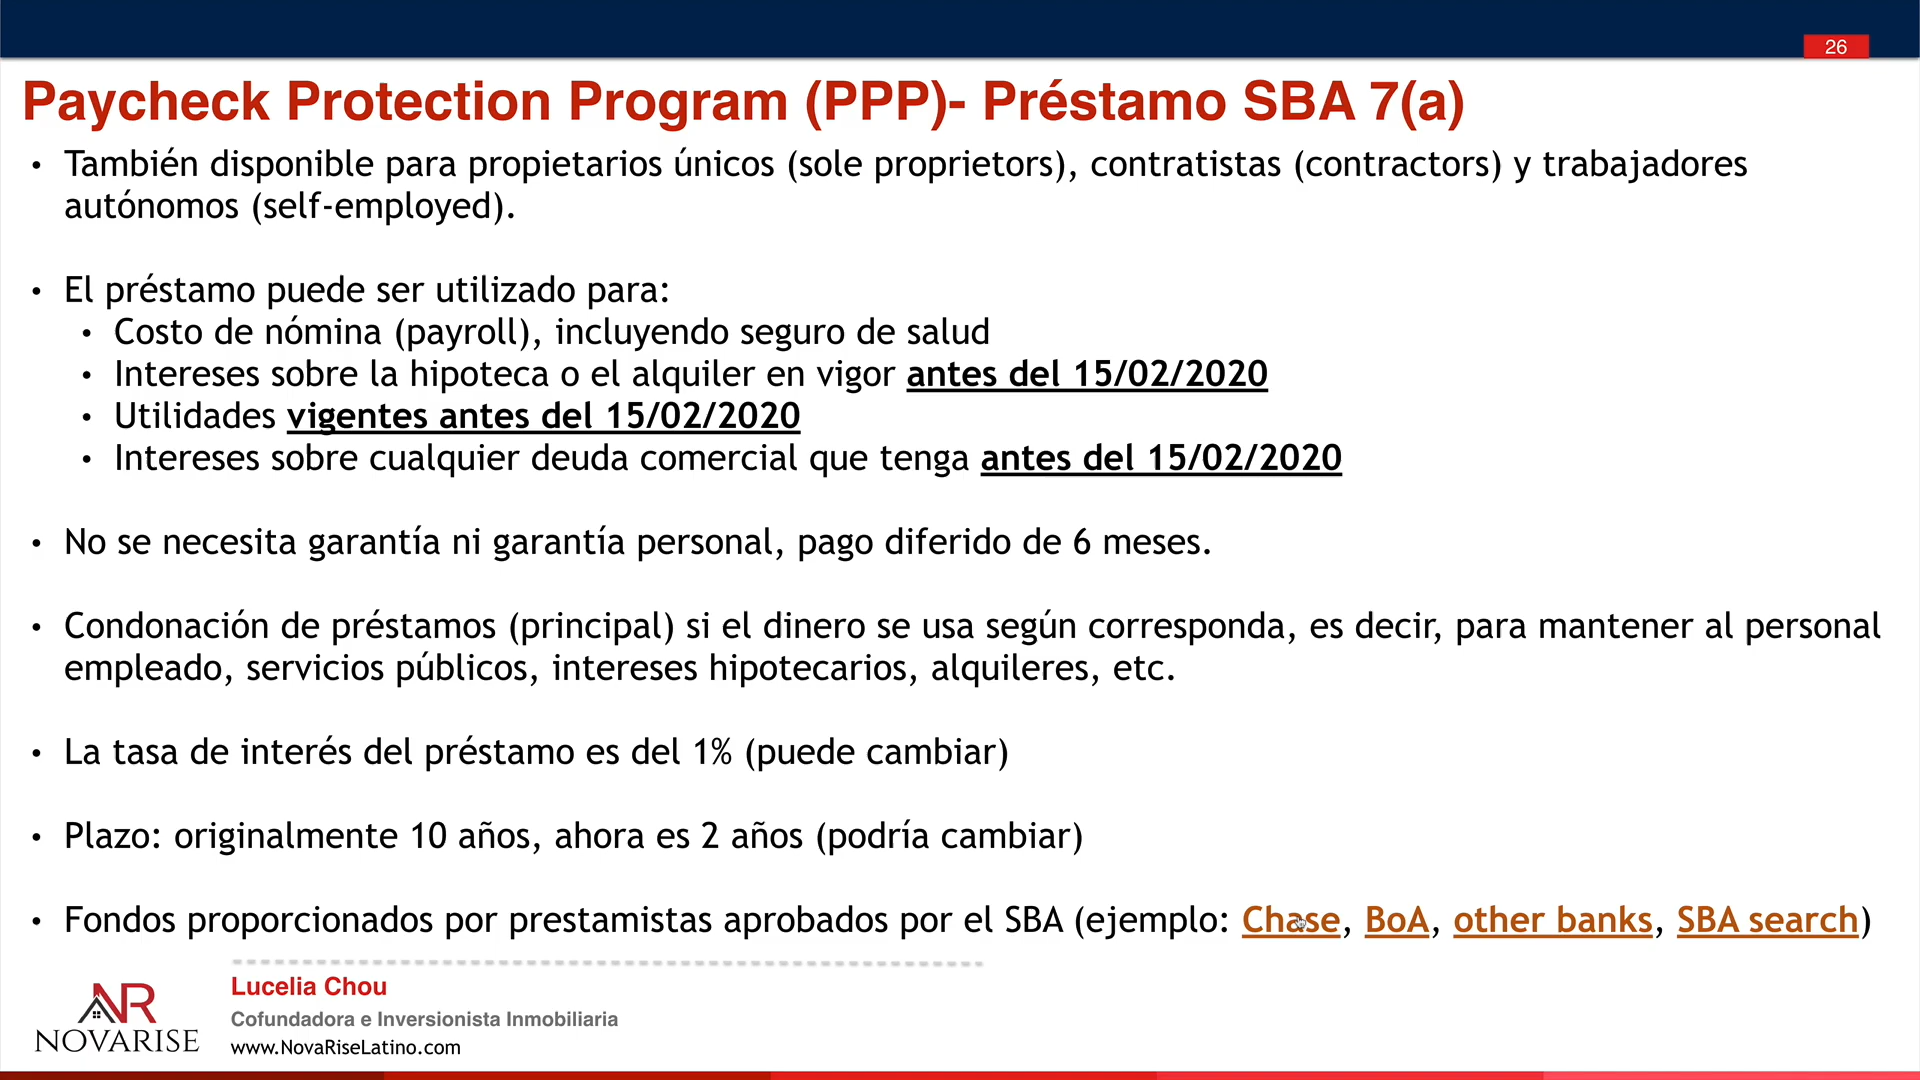 26
Paycheck Protection Program (PPP)- Préstamo SBA 7(a)
• También disponible para propietarios únicos (sole proprietors), contratistas (contractors) y trabajadores
autónomos (self-employed).
• El préstamo puede ser utilizado para:
• Costo de nómina (payroll), incluyendo seguro de salud
• Intereses sobre la hipoteca o el alquiler en vigor antes del 15/02/2020
• Utilidades vigentes antes del 15/02/2020
• Intereses sobre cualquier deuda comercial que tenga antes del 15/02/2020
• No se necesita garantía ni garantía personal, pago diferido de 6 meses.
• Condonación de préstamos (principal) si el dinero se usa según corresponda, es decir, para mantener al personal
empleado, servicios públicos, intereses hipotecarios, alquileres, etc.
• La tasa de interés del préstamo es del 1% (puede cambiar)
• Plazo: originalmente 10 años, ahora es 2 años (podría cambiar)
• Fondos proporcionados por prestamistas aprobados por el SBA (ejemplo: Chase, BoA, other banks, SBA search)
NR
NOVARISE
Lucelia Chou
Cofundadora e Inversionista Inmobiliaria
www.NovaRiseLatino.com